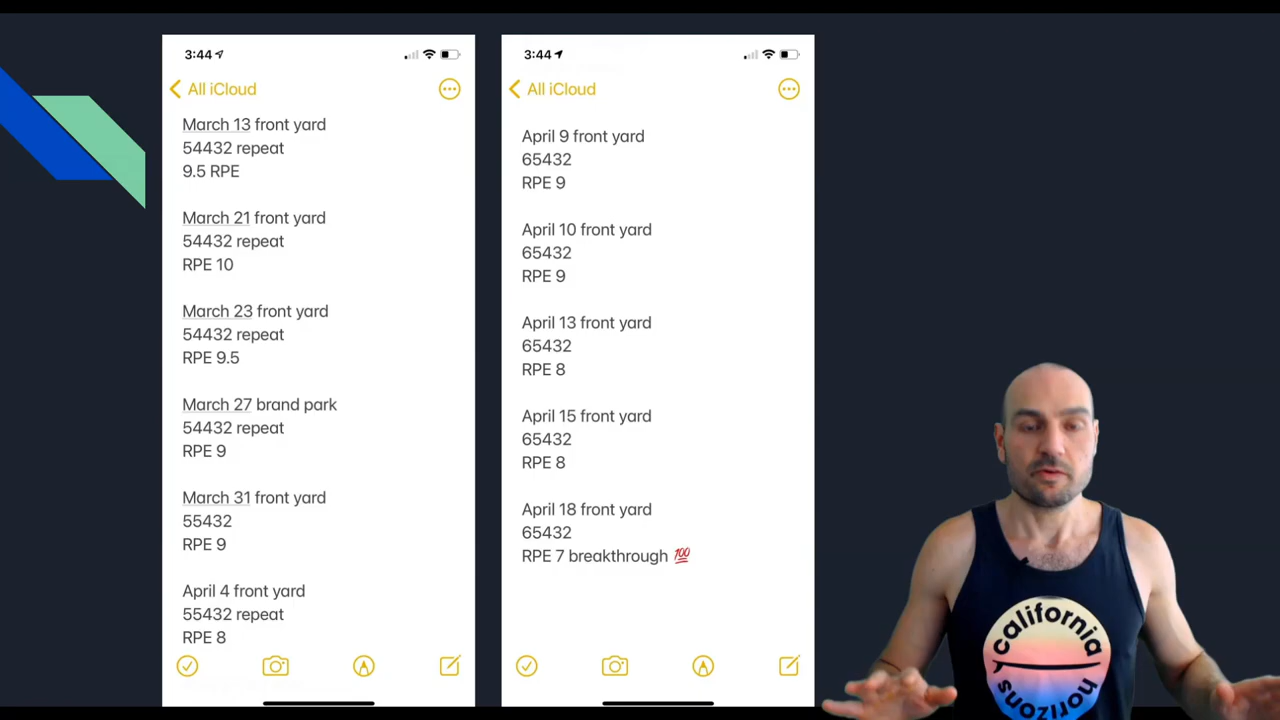 3:44
All iCloud
March 13 front yard
54432 repeat
9.5 RPE
March 21 front yard
54432 repeat
RPE 10
March 23 front yard
54432 repeat
RPE 9.5
March 27 brand park
54432 repeat
RPE 9
March 31 front yard
55432
RPE 9
April 4 front yard
55432 repeat
RPE 8
3:44
All iCloud
April 9 front yard
65432
RPE 9
April 10 front yard
65432
RPE 9
April 13 front yard
65432
RPE 8
April 15 front yard
65432
RPE 8
April 18 front yard
65432
RPE 7 breakthrough 💯
california
horizons